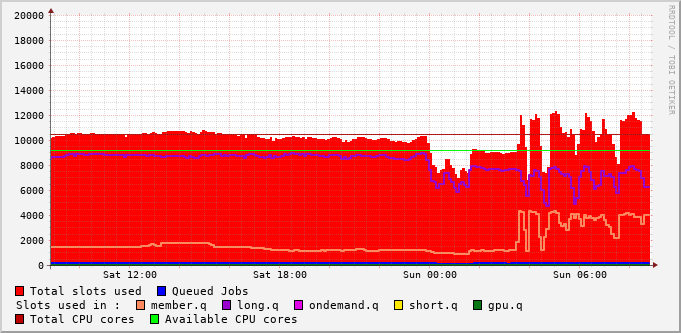 RRDTOOL / TOBI OETIKER
20000
18000
16000
14000
12000
10000
8000
6000
4000
2000
0
Sat 12:00 Sat 18:00 Sun 00:00 Sun 06:00
Total slots used Queued Jobs
Slots used in : member.q long.q ondemand.q short.q gpu.q
Total CPU cores Available CPU cores